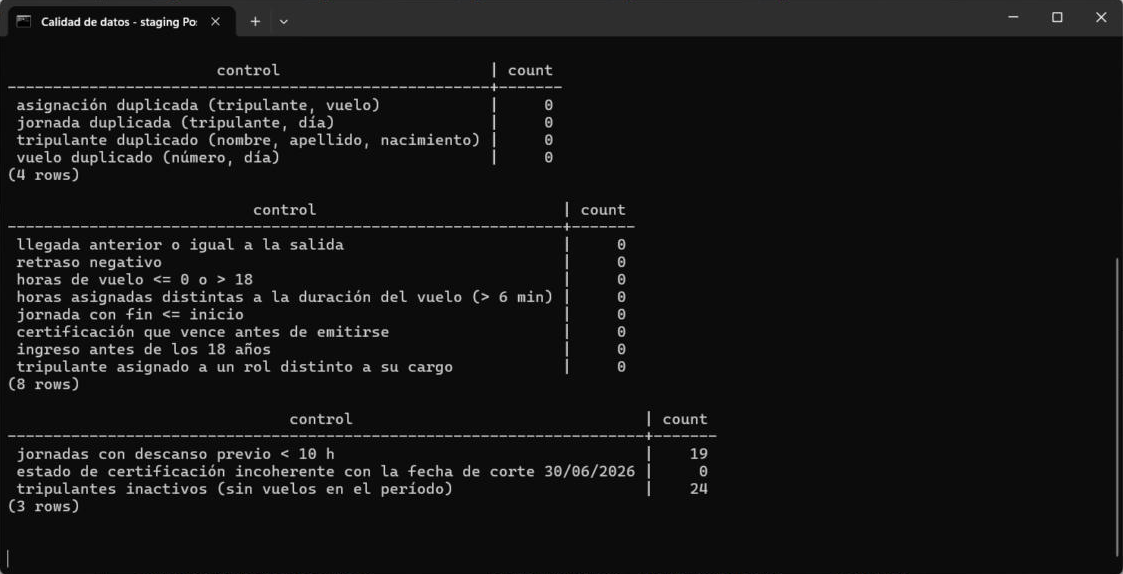 Calidad de datos - staging Po
control | count
asignación duplicada (tripulante, vuelo) | 0
jornada duplicada (tripulante, día) | 0
tripulante duplicado (nombre, apellido, nacimiento) | 0
vuelo duplicado (número, día) | 0
(4 rows)
control | count
llegada anterior o igual a la salida | 0
retraso negativo | 0
horas de vuelo <= 0 o > 18 | 0
horas asignadas distintas a la duración del vuelo (> 6 min) | 0
jornada con fin <= inicio | 0
certificación que vence antes de emitirse | 0
ingreso antes de los 18 años | 0
tripulante asignado a un rol distinto a su cargo | 0
(8 rows)
control | count
jornadas con descanso previo < 10 h | 19
estado de certificación incoherente con la fecha de corte 30/06/2026 | 0
tripulantes inactivos (sin vuelos en el período) | 24
(3 rows)